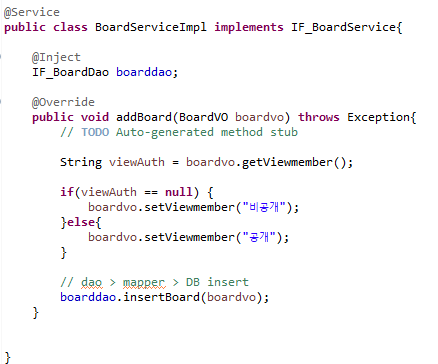 @Service
public class BoardServiceImpl implements IF_BoardService{
@Inject
IF_BoardDao boarddao;
@Override
public void addBoard(BoardVO boardvo) throws Exception{
// TODO Auto-generated method stub
String viewAuth = boardvo.getViewmember();
if(viewAuth == null) {
boardvo.setViewmember("비공개");
}else{
boardvo.setViewmember("공개");
}
// dao > mapper > DB insert
boarddao.insertBoard(boardvo);
}
}